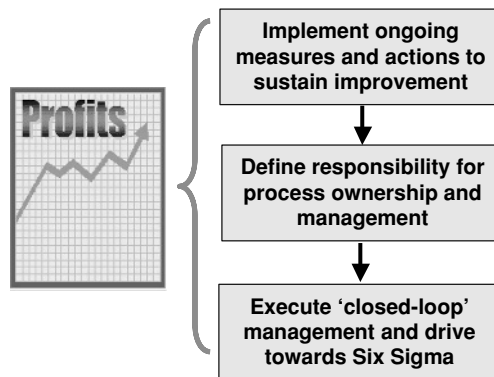 Profits
Implement ongoing
measures and actions to
sustain improvement
Define responsibility for
process ownership and
management
Execute ‘closed-loop’
management and drive
towards Six Sigma